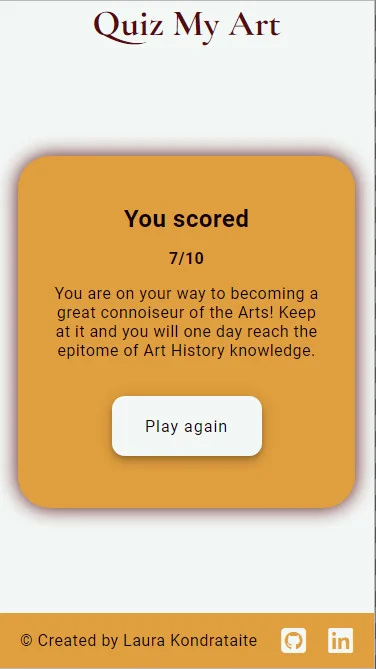 Quiz My Art
You scored
7/10
You are on your way to becoming a
great connoiseur of the Arts! Keep
at it and you will one day reach the
epitome of Art History knowledge.
Play again
© Created by Laura Kondrataite
in